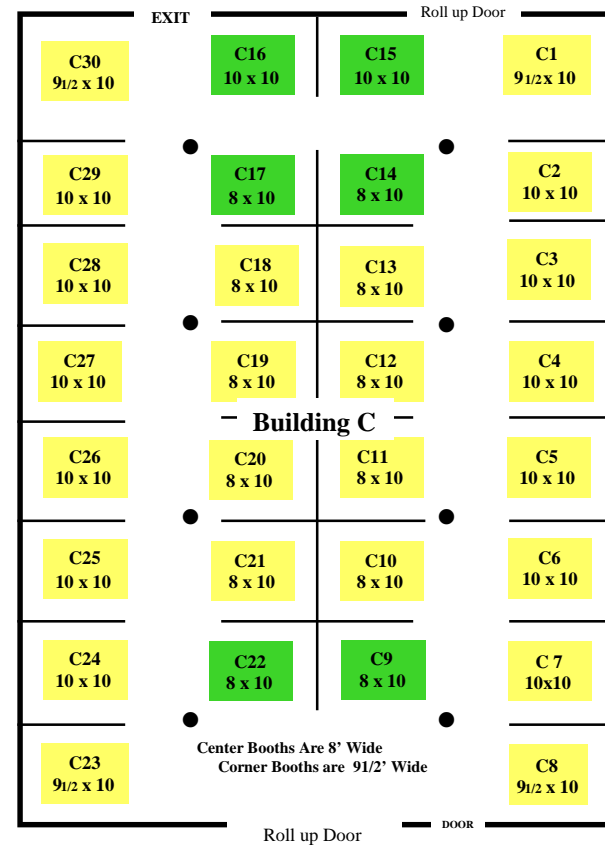 EXIT
Roll up Door
C30
9 1/2 x 10
C16
10 x 10
C15
10 x 10
C1
9 1/2 x 10
C29
10 x 10
C17
8 x 10
C14
8 x 10
C2
10 x 10
C28
10 x 10
C18
8 x 10
C13
8 x 10
C3
10 x 10
C27
10 x 10
C19
8 x 10
C12
8 x 10
C4
10 x 10
Building C
C26
10 x 10
C20
8 x 10
C11
8 x 10
C5
10 x 10
C25
10 x 10
C21
8 x 10
C10
8 x 10
C6
10 x 10
C24
10 x 10
C22
8 x 10
C9
8 x 10
C 7
10x10
C23
9 1/2 x 10
Center Booths Are 8’ Wide
Corner Booths are 91/2’ Wide
C8
9 1/2 x 10
Roll up Door
DOOR